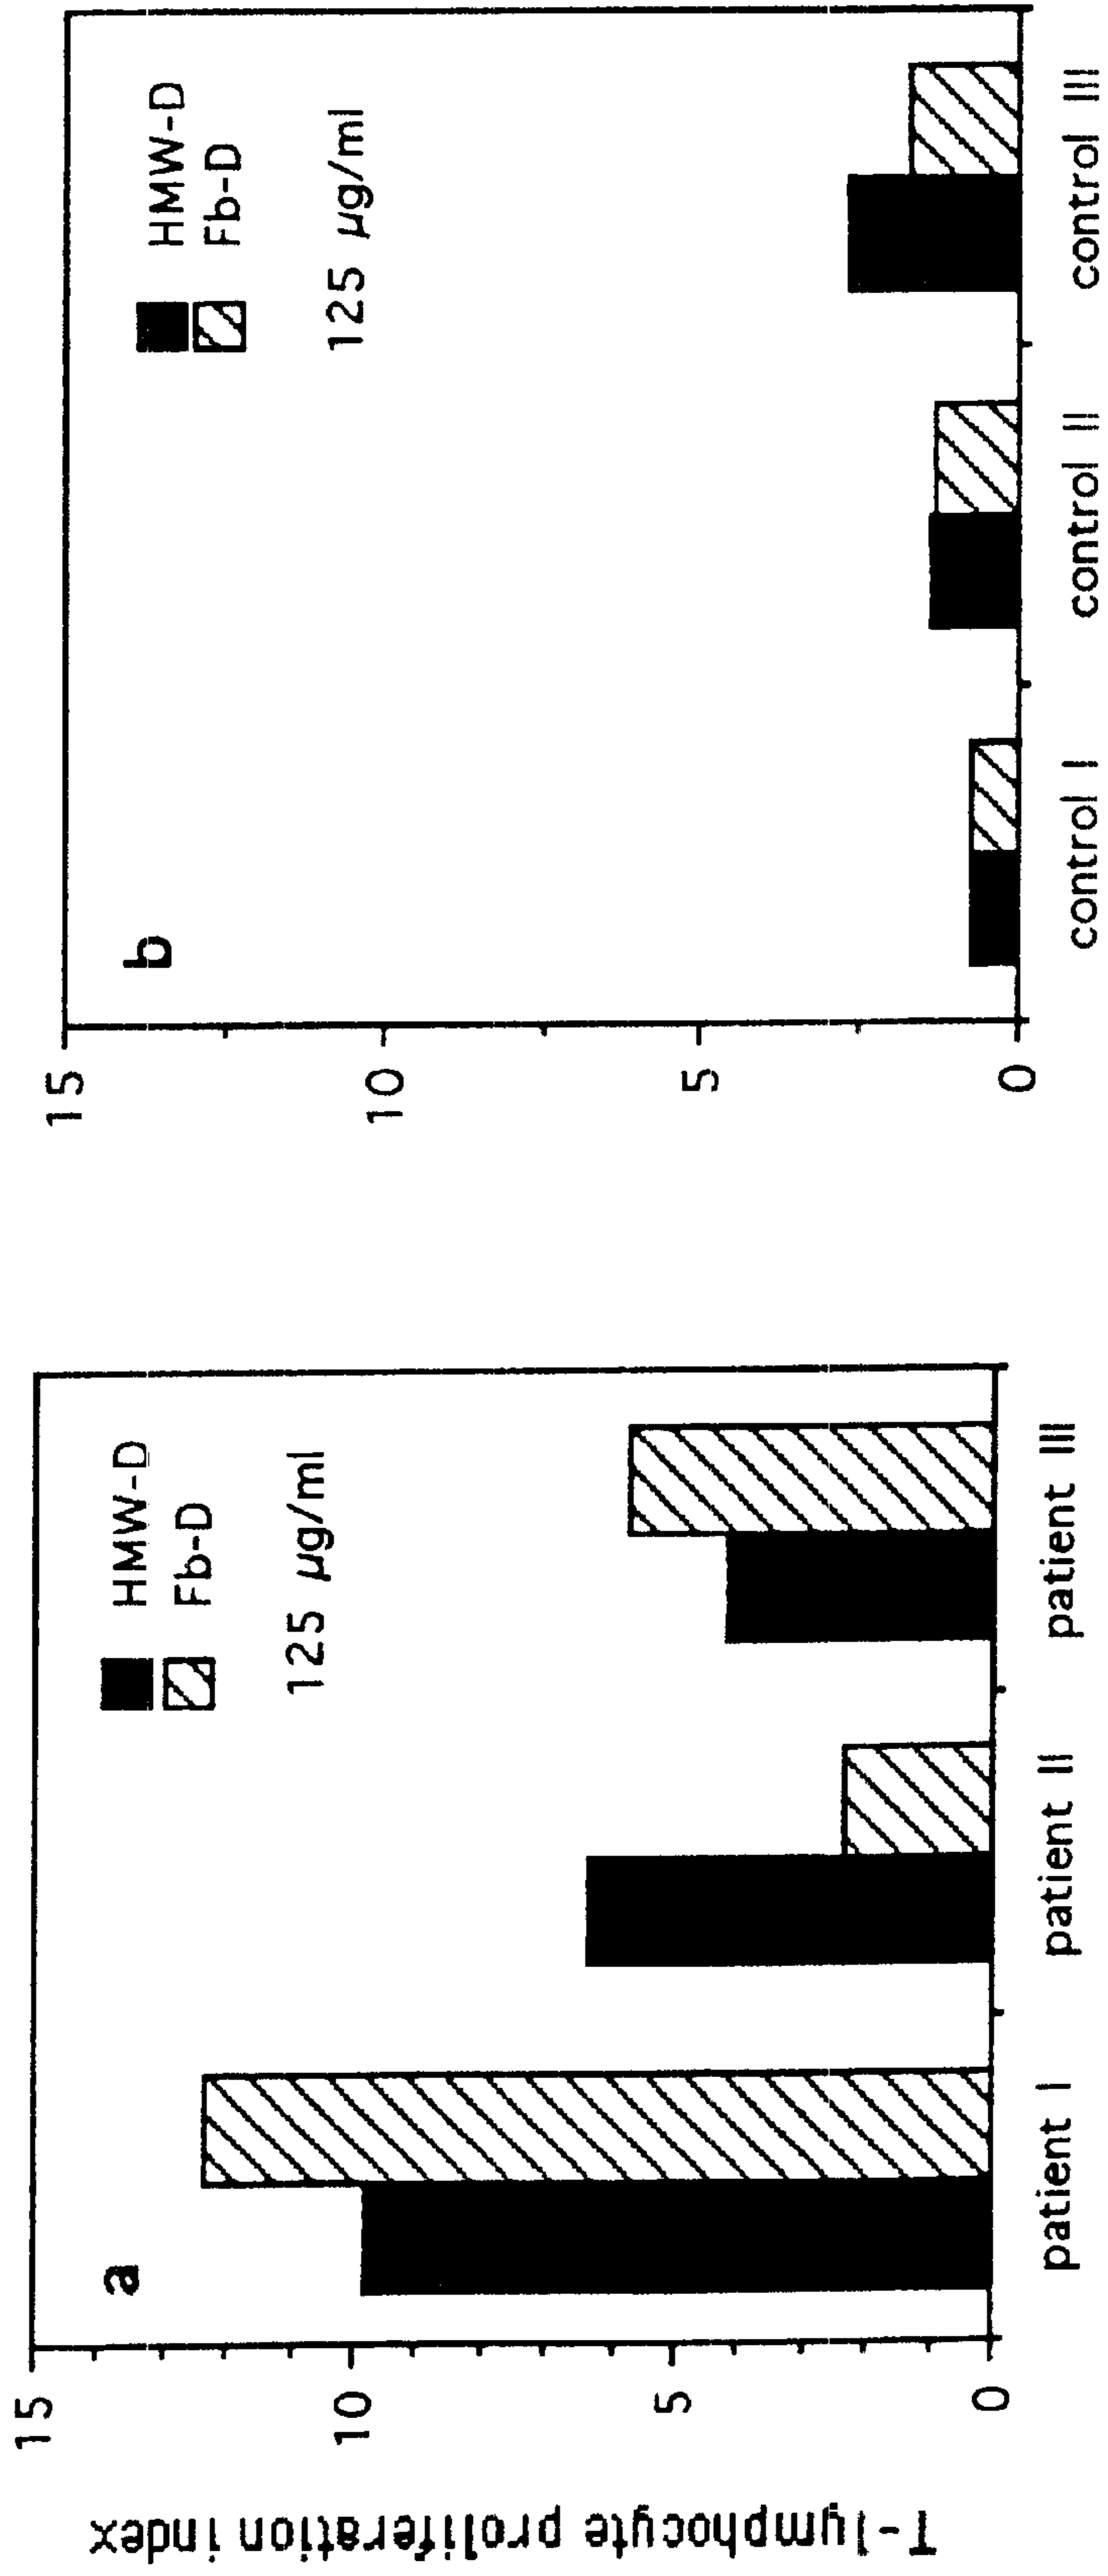 T-lymphocyte proliferation index
a
HMW-D
Fb-D
125 µg/ml
15
10
5
0
patient I
patient II
patient III
b
HMW-D
Fb-D
125 µg/ml
15
10
5
0
control I
control II
control III